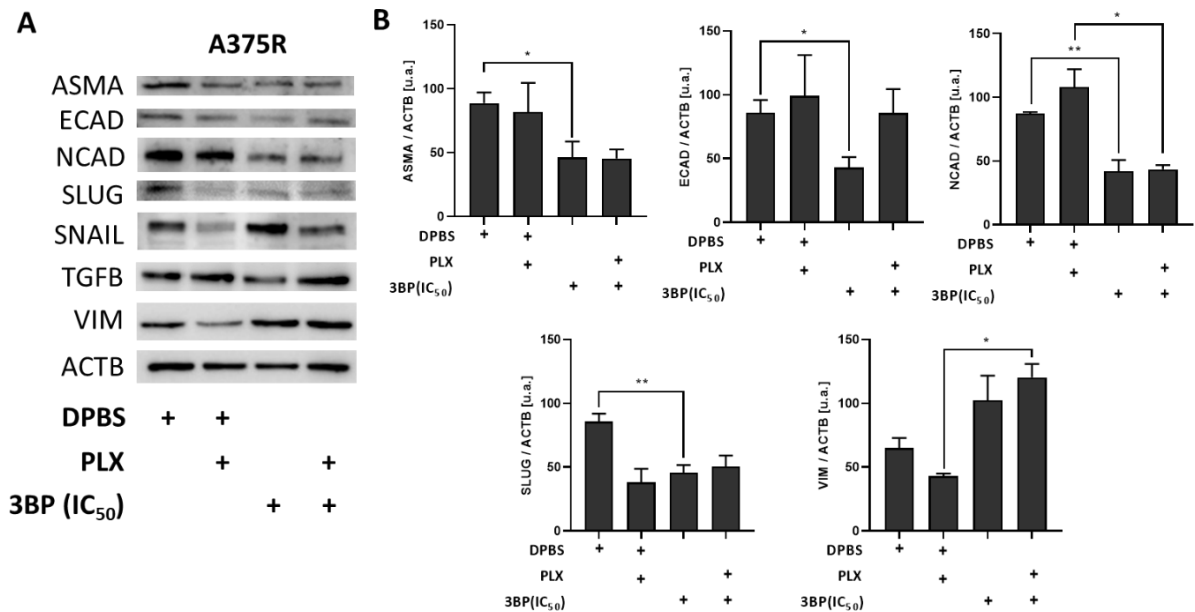 A
A375R
ASMA
ECAD
NCAD
SLUG
SNAIL
TGFB
VIM
ACTB
DPBS + +
PLX + +
3BP (IC₅₀) + +
B
ASMA / ACTB [u.a.]
150
100
50
0
*
DPBS + +
PLX + +
3BP(IC₅₀) + +
ECAD / ACTB [u.a.]
150
100
50
0
*
DPBS + +
PLX + +
3BP(IC₅₀) + +
NCAD / ACTB [u.a.]
150
100
50
0
**
*
DPBS + +
PLX + +
3BP(IC₅₀) + +
SLUG / ACTB [u.a.]
150
100
50
0
**
DPBS + +
PLX + +
3BP(IC₅₀) + +
VIM / ACTB [u.a.]
150
100
50
0
*
DPBS + +
PLX + +
3BP(IC₅₀) + +